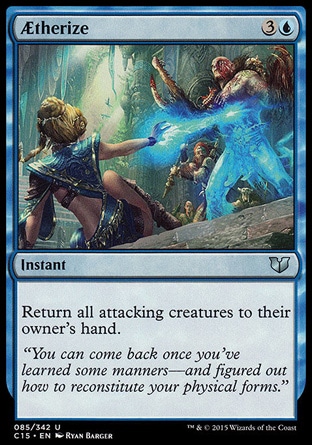 Ætherize 3
Instant
Return all attacking creatures to their
owner's hand.
"You can come back once you've
learned some manners—and figured out
how to reconstitute your physical forms."
085/342 U
C15 • EN Ryan Barger
™ & © 2015 Wizards of the Coast